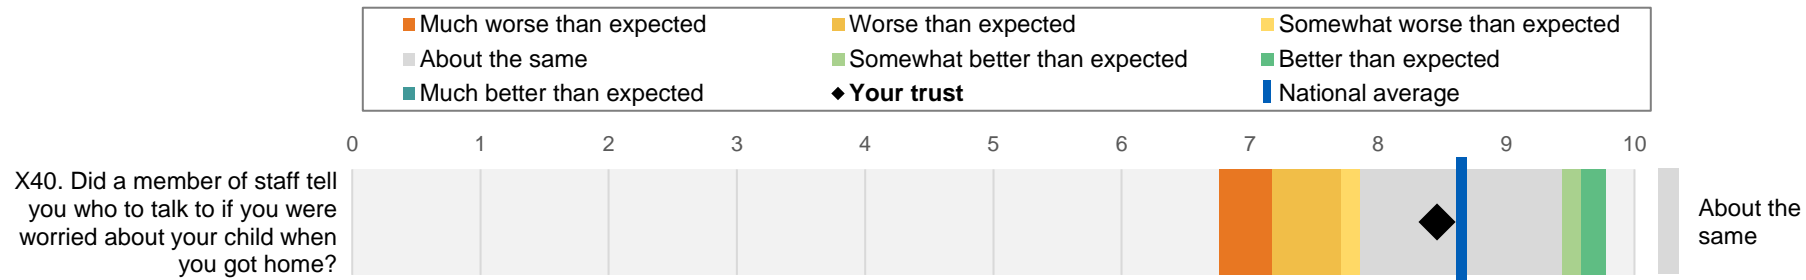 Much worse than expected Worse than expected Somewhat worse than expected
About the same Somewhat better than expected Better than expected
Much better than expected Your trust National average
0 1 2 3 4 5 6 7 8 9 10
X40. Did a member of staff tell
you who to talk to if you were
worried about your child when
you got home?
About the
same